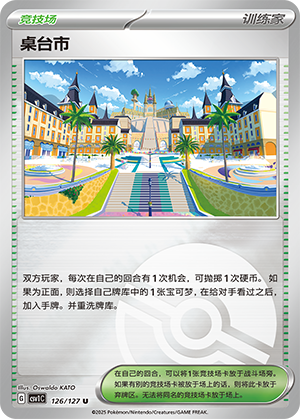 竞技场
训练家
桌台市
双方玩家，每次在自己的回合有1次机会，可抛掷1次硬币。如
果为正面，则选择自己牌库中的1张宝可梦，在给对手看过之后，
加入手牌。并重洗牌库。
Illus. Oswaldo KATO
G CSV1C 126/127 U
在自己的回合，可以将1张竞技场卡放于战斗场旁。
如果有别的竞技场卡被放于场上的话，则将此卡放于
弃牌区。无法将同名的竞技场卡放于场上。
©2025 Pokémon/Nintendo/Creatures/GAME FREAK.